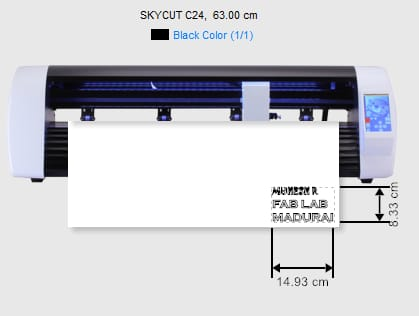 SKYCUT C24,  63.00 cm
Black Color (1/1)
FAB LAB
MADURAI
8.33 cm
14.93 cm